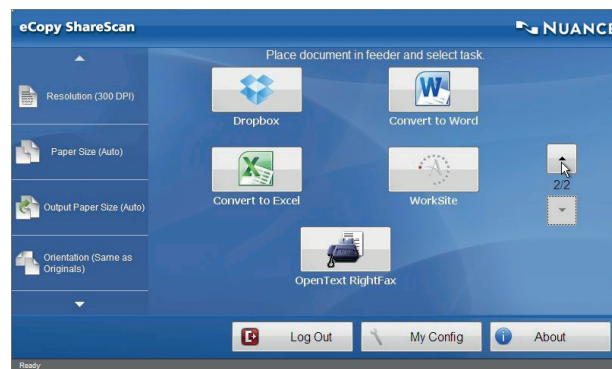 eCopy ShareScan
NUANCE
Place document in feeder and select task.
Resolution (300 DPI)
Paper Size (Auto)
Output Paper Size (Auto)
Orientation (Same as
Originals)
Dropbox
Convert to Word
Convert to Excel
WorkSite
OpenText RightFax
2/2
Log Out
My Config
About
Ready